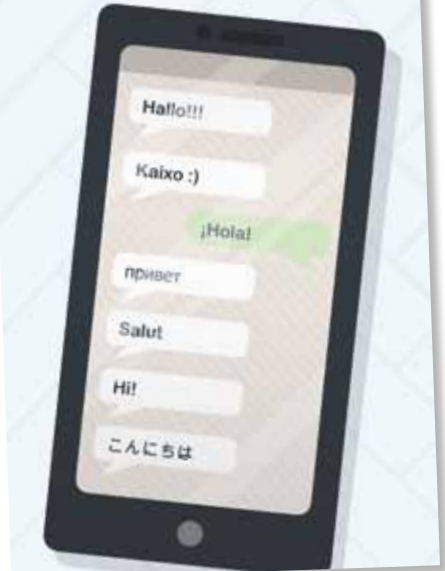 Hallo!!!
Kaixo :)
¡Hola!
привет
Salut
Hi!
こんにちは